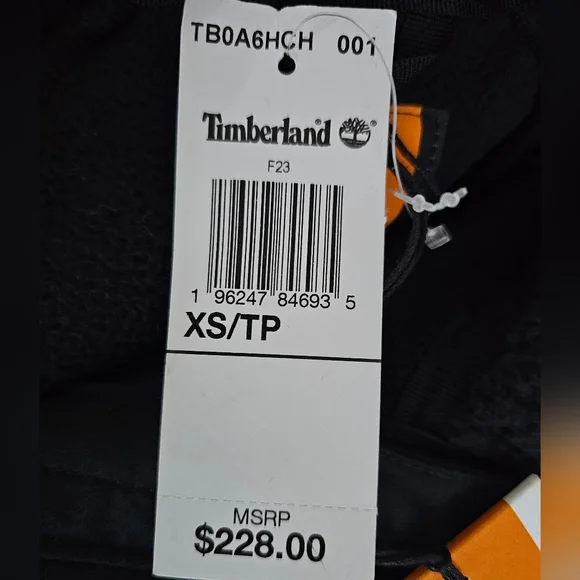 TB0A6HCH 001
Timberland®
F23
1 96247 84693 5
XS/TP
MSRP
$228.00